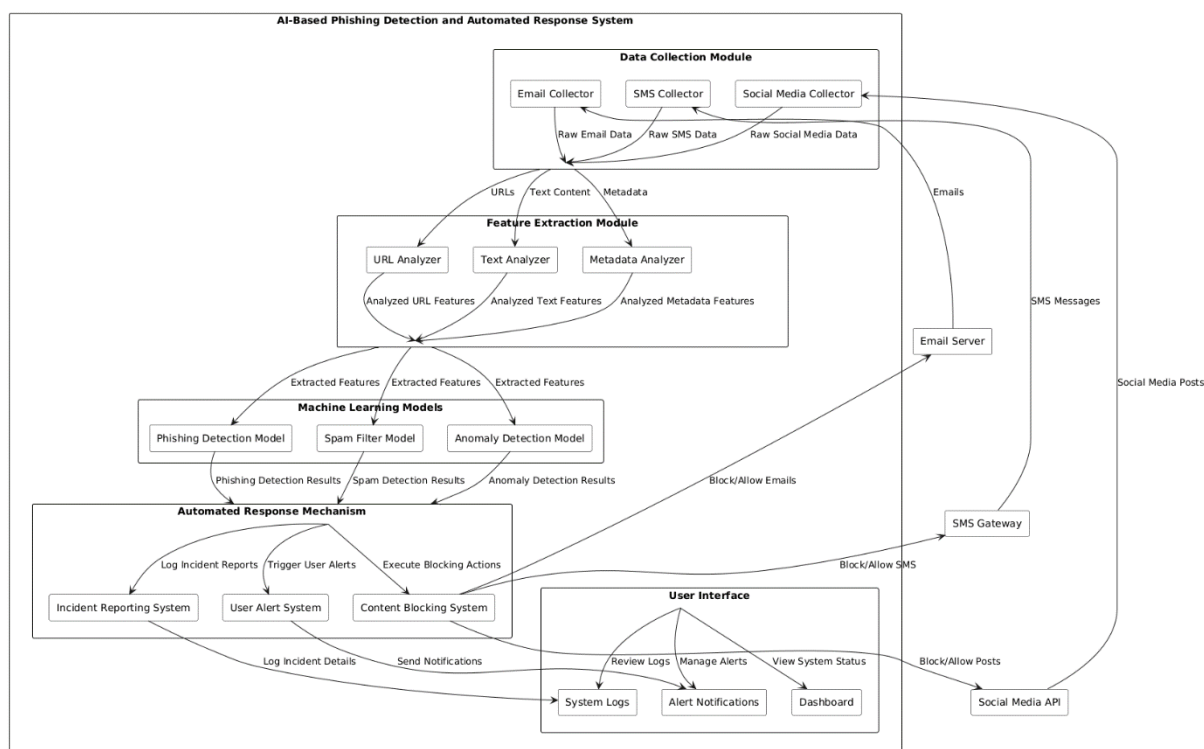 AI-Based Phishing Detection and Automated Response System
Data Collection Module
Email Collector
SMS Collector
Social Media Collector
Raw Email Data
Raw SMS Data
Raw Social Media Data
URLs
Text Content
Metadata
Emails
Feature Extraction Module
URL Analyzer
Text Analyzer
Metadata Analyzer
Analyzed URL Features
Analyzed Text Features
Analyzed Metadata Features
SMS Messages
Email Server
Extracted Features
Extracted Features
Extracted Features
Social Media Posts
Machine Learning Models
Phishing Detection Model
Spam Filter Model
Anomaly Detection Model
Phishing Detection Results
Spam Detection Results
Anomaly Detection Results
Block/Allow Emails
Automated Response Mechanism
SMS Gateway
Log Incident Reports
Trigger User Alerts
Execute Blocking Actions
Block/Allow SMS
Incident Reporting System
User Alert System
Content Blocking System
User Interface
Log Incident Details
Send Notifications
Review Logs
Manage Alerts
View System Status
Block/Allow Posts
System Logs
Alert Notifications
Dashboard
Social Media API